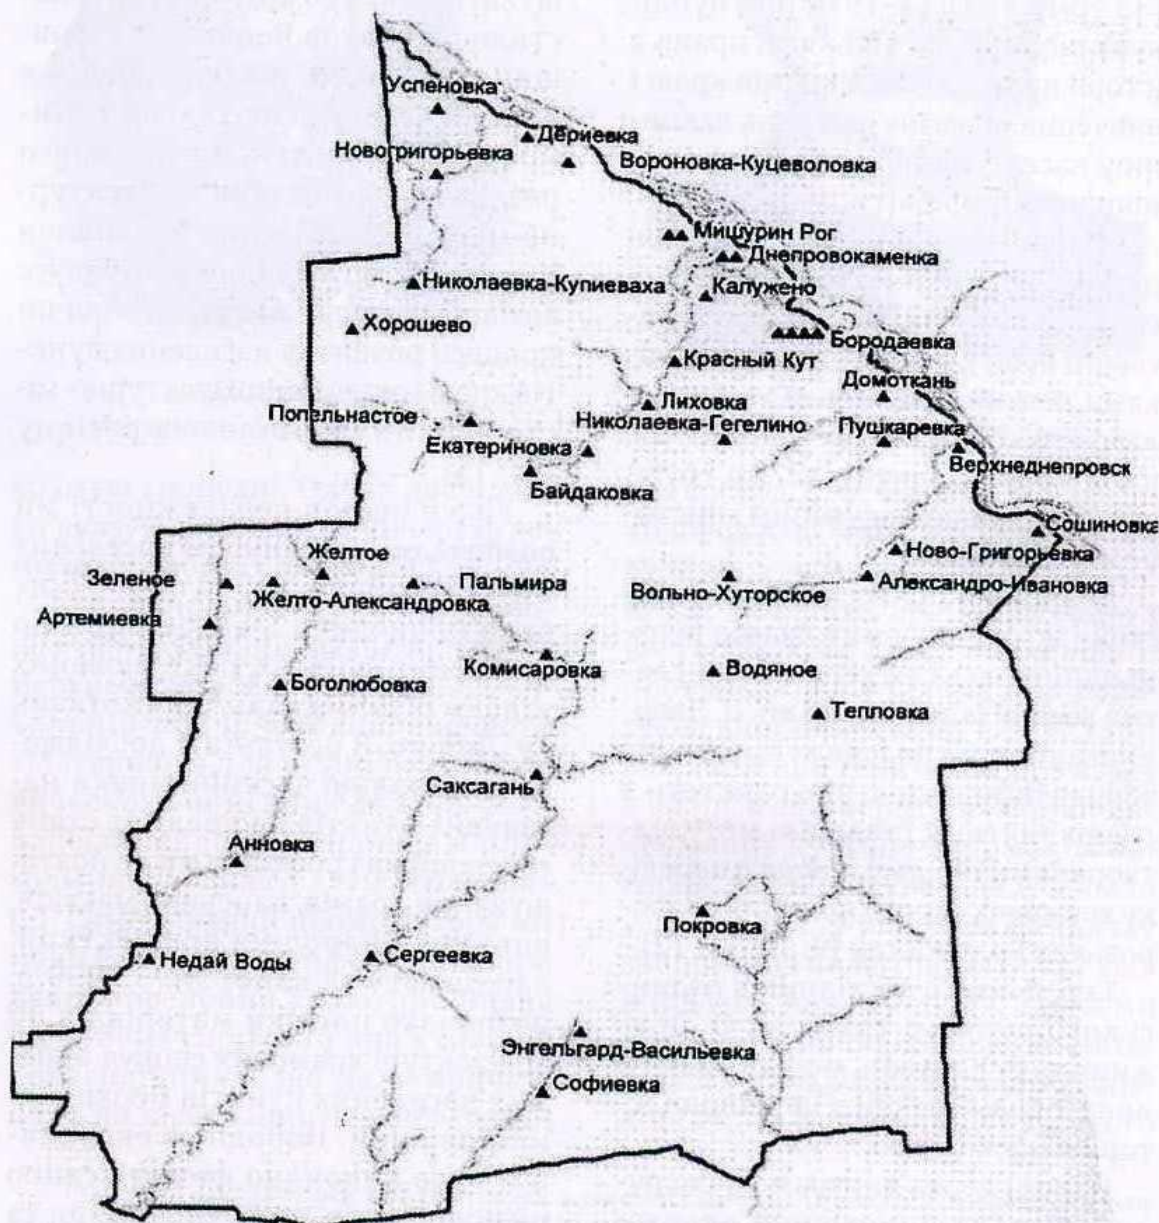 Успеновка
Дериевка
Новогригорьевка
Вороновка-Куцеволовка
Мишурин Рог
Днепровокаменка
Николаевка-Купиеваха
Калужено
Хорошево
Бородаевка
Красный Кут
Домоткань
Лиховка
Попельнастое
Николаевка-Гегелино
Пушкаревка
Екатериновка
Верхнеднепровск
Байдаковка
Сошиновка
Желтое
Ново-Григорьевка
Зеленое
Пальмира
Александро-Ивановка
Желто-Александровка
Вольно-Хуторское
Артемиевка
Комисаровка
Водяное
Боголюбовка
Тепловка
Саксагань
Анновка
Покровка
Недай Воды
Сергеевка
Энгельгард-Васильевка
Софиевка